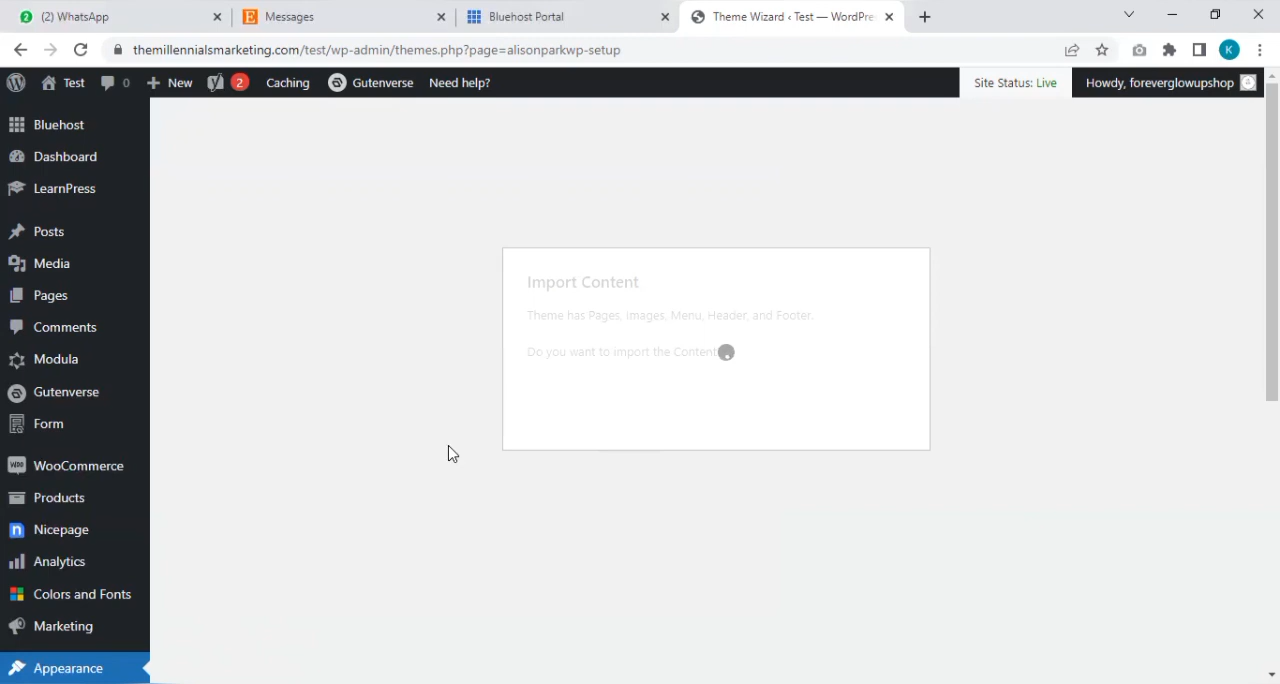 (2) WhatsApp
Messages
Bluehost Portal
Theme Wizard ‹ Test — WordPre
themillennialsmarketing.com/test/wp-admin/themes.php?page=alisonparkwp-setup
K
Test 0 New 2 Caching Gutenverse Need help? Site Status: Live Howdy, foreverglowupshop
Bluehost
Dashboard
LearnPress
Posts
Media
Pages
Comments
Modula
Gutenverse
Form
WooCommerce
Products
Nicepage
Analytics
Colors and Fonts
Marketing
Appearance
Import Content
Theme has Pages, Images, Menu, Header, and Footer.
Do you want to import the Content